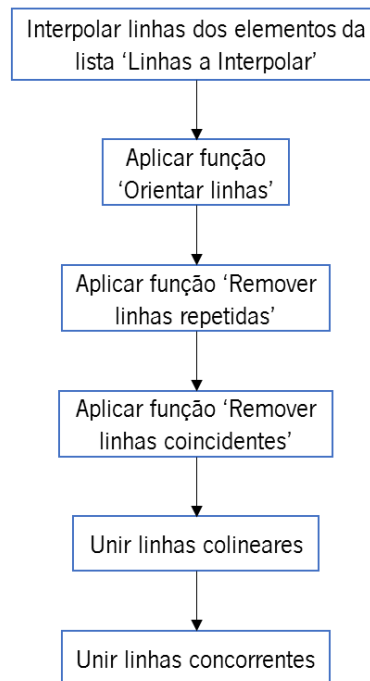 Interpolar linhas dos elementos da
lista ‘Linhas a Interpolar’
Aplicar função
‘Orientar linhas’
Aplicar função ‘Remover
linhas repetidas’
Aplicar função ‘Remover
linhas coincidentes’
Unir linhas colineares
Unir linhas concorrentes